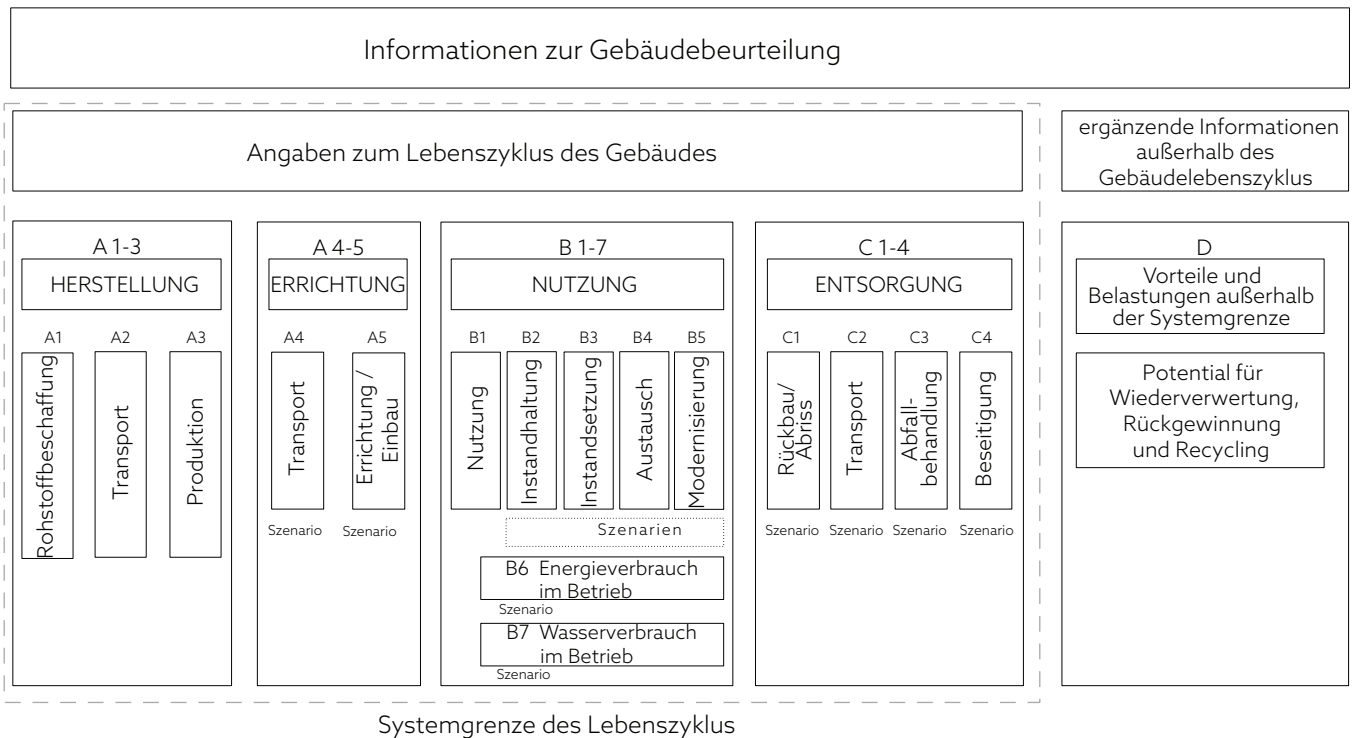 Informationen zur Gebäudebeurteilung
Angaben zum Lebenszyklus des Gebäudes
ergänzende Informationen
außerhalb des
Gebäudelebenszyklus
A 1-3
HERSTELLUNG
A1
A2
A3
Rohstoffbeschaffung
Transport
Produktion
A 4-5
ERRICHTUNG
A4
A5
Transport
Errichtung /
Einbau
Szenario
Szenario
B 1-7
NUTZUNG
B1
B2
B3
B4
B5
Nutzung
Instandhaltung
Instandsetzung
Austausch
Modernisierung
Szenarien
B6 Energieverbrauch
im Betrieb
Szenario
B7 Wasserverbrauch
im Betrieb
Szenario
C 1-4
ENTSORGUNG
C1
C2
C3
C4
Rückbau/
Abriss
Transport
Abfall-
behandlung
Beseitigung
Szenario
Szenario
Szenario
Szenario
D
Vorteile und
Belastungen außerhalb
der Systemgrenze
Potential für
Wiederverwertung,
Rückgewinnung
und Recycling
Systemgrenze des Lebenszyklus